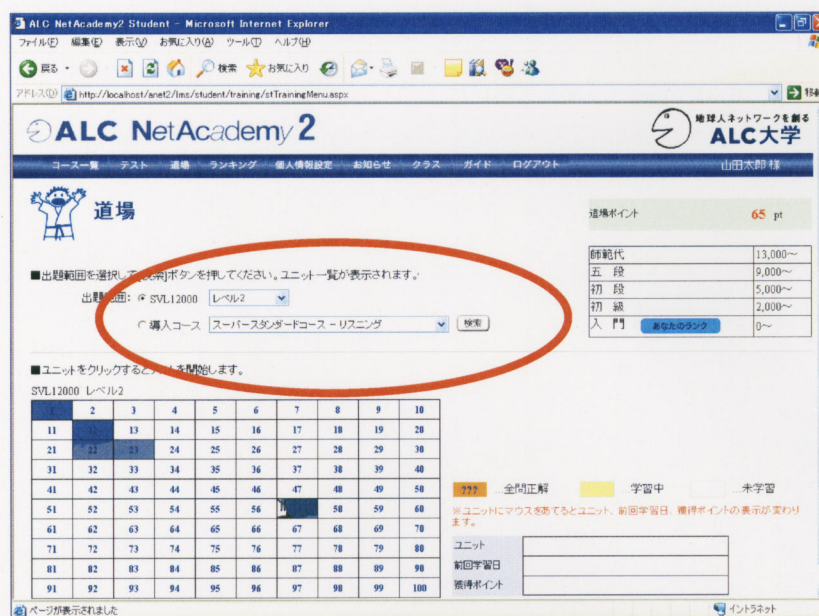 ALC NetAcademy2 Student - Microsoft Internet Explorer
ファイル(F) 編集(E) 表示(V) お気に入り(A) ツール(T) ヘルプ(H)
戻る 検索 お気に入り
アドレス(D) http://localhost/anet2/lms/student/training/stTrainingMenu.aspx
ALC NetAcademy 2
地球人ネットワークを創る
ALC大学
コース一覧 テスト 道場 ランキング 個人情報設定 お知らせ クラス ガイド ログアウト 山田太郎 様
道場
道場ポイント 65 pt
師範代 13,000~
五 段 9,000~
初 段 5,000~
初 級 2,000~
入 門 あなたのランク 0~
■出題範囲を選択して[検索]ボタンを押してください。ユニット一覧が表示されます。
出題範囲: SVL12000 レベル2
導入コース スーパースタンダードコース - リスニング 検索
■ユニットをクリックするとテストを開始します。
SVL12000 レベル2
1 2 3 4 5 6 7 8 9 10
11 12 13 14 15 16 17 18 19 20
21 22 23 24 25 26 27 28 29 30
31 32 33 34 35 36 37 38 39 40
41 42 43 44 45 46 47 48 49 50
51 52 53 54 55 56 58 59 60
61 62 63 64 65 66 67 68 69 70
71 72 73 74 75 76 77 78 79 80
81 82 83 84 85 86 87 88 89 90
91 92 93 94 95 96 97 98 99 100
??? ...全問正解 ...学習中 ...未学習
※ユニットにマウスをあてるとユニット、前回学習日、獲得ポイントの表示が変わり
ます。
ユニット
前回学習日
獲得ポイント
ページが表示されました イントラネット